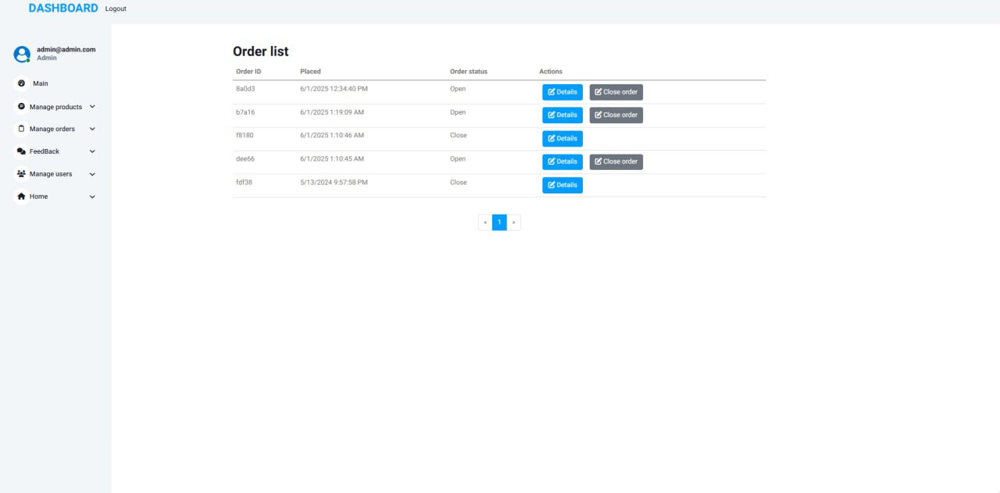 DASHBOARD Logout
admin@admin.com
Admin
Main
Manage products
Manage orders
FeedBack
Manage users
Home
Order list
Order ID Placed Order status Actions
8a0d3 6/1/2025 12:34:40 PM Open Details Close order
b7a16 6/1/2025 1:19:09 AM Open Details Close order
f8180 6/1/2025 1:10:46 AM Close Details
dee66 6/1/2025 1:10:45 AM Open Details Close order
fdf38 5/13/2024 9:57:58 PM Close Details
« 1 »